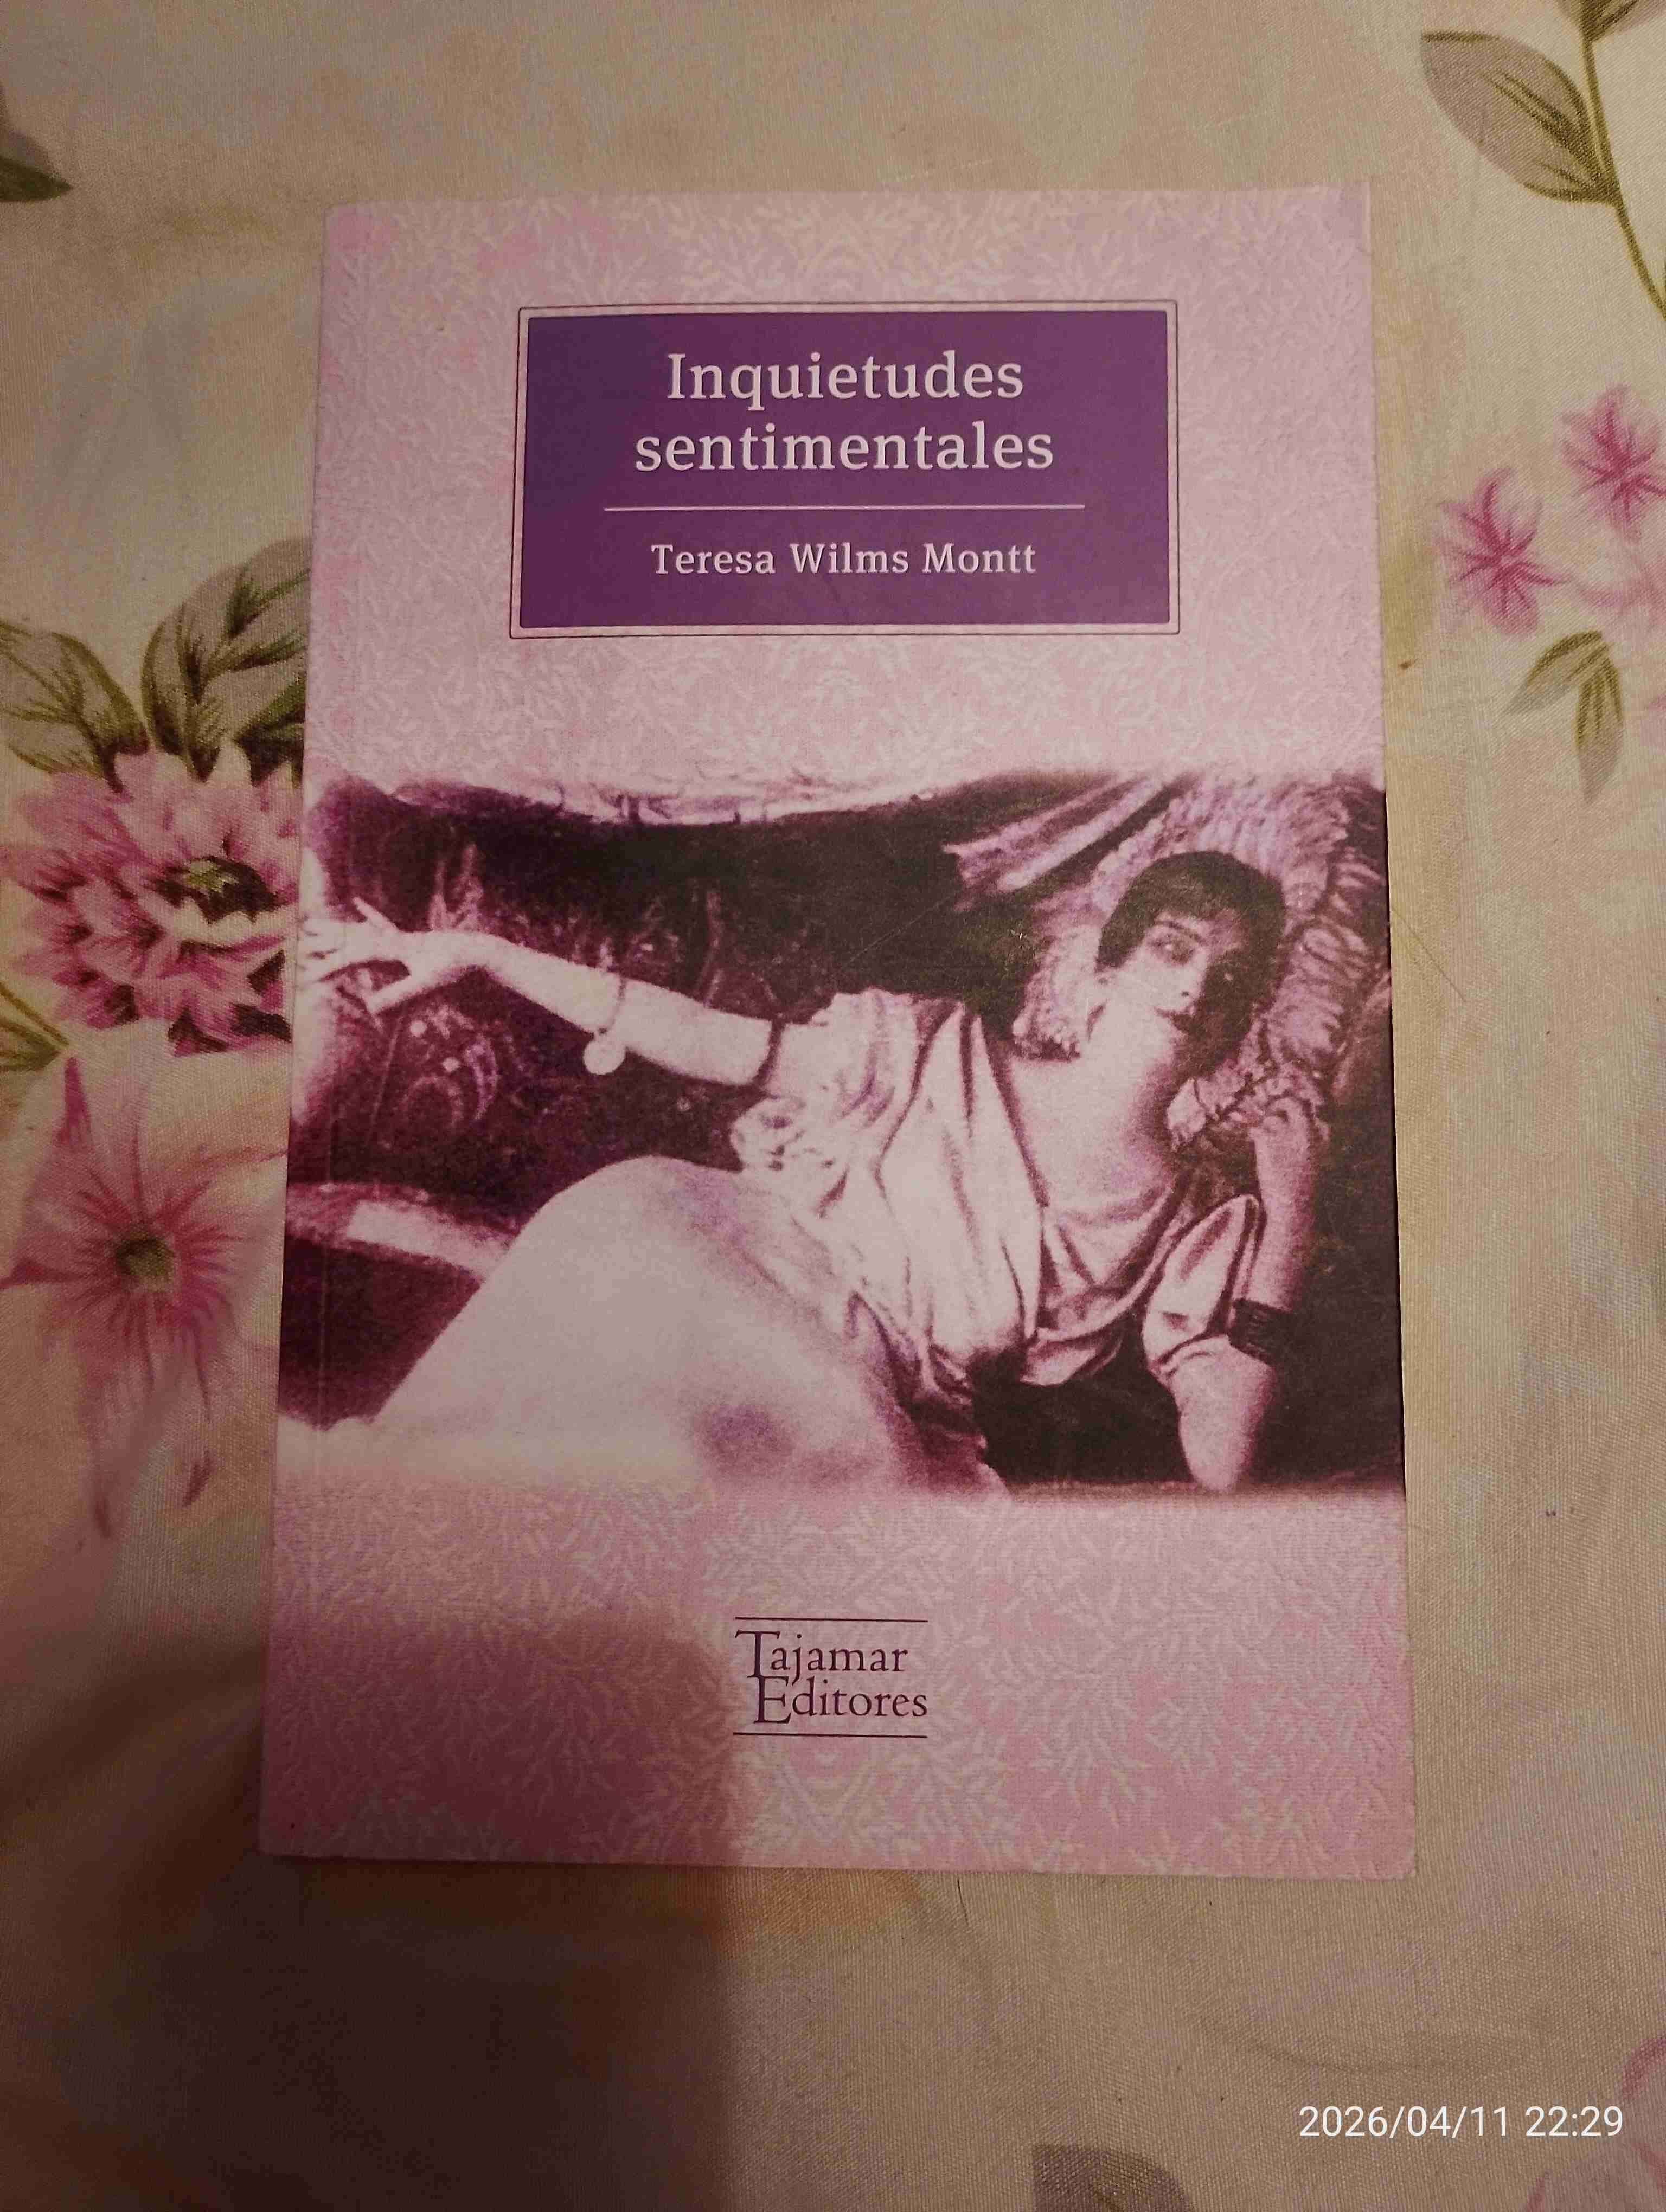 Inquietudes
sentimentales
Teresa Wilms Montt
Tajamar
Editores
2026/04/11 22:29